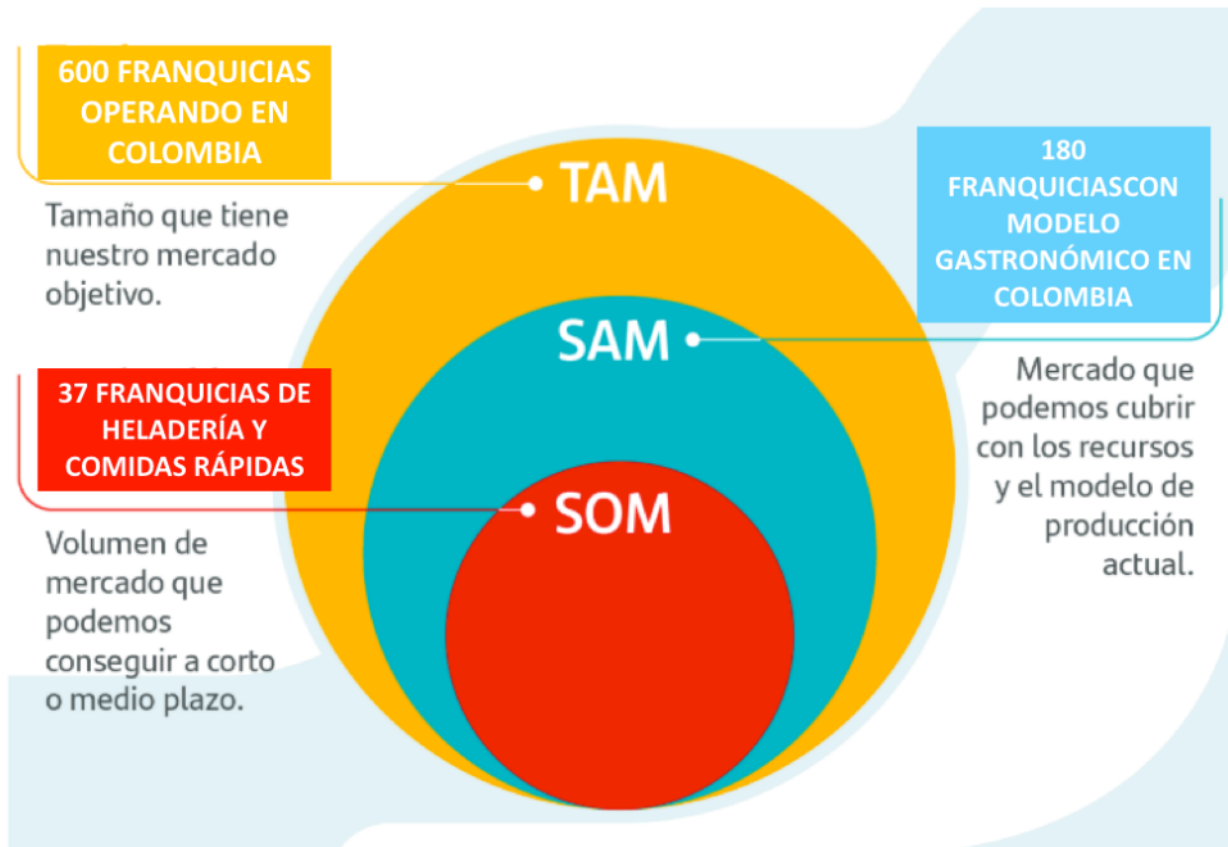 600 FRANQUICIAS
OPERANDO EN
COLOMBIA
Tamaño que tiene
nuestro mercado
objetivo.
TAM
180
FRANQUICIASCON
MODELO
GASTRONÓMICO EN
COLOMBIA
SAM
Mercado que
podemos cubrir
con los recursos
y el modelo de
producción
actual.
37 FRANQUICIAS DE
HELADERÍA Y
COMIDAS RÁPIDAS
SOM
Volumen de
mercado que
podemos
conseguir a corto
o medio plazo.